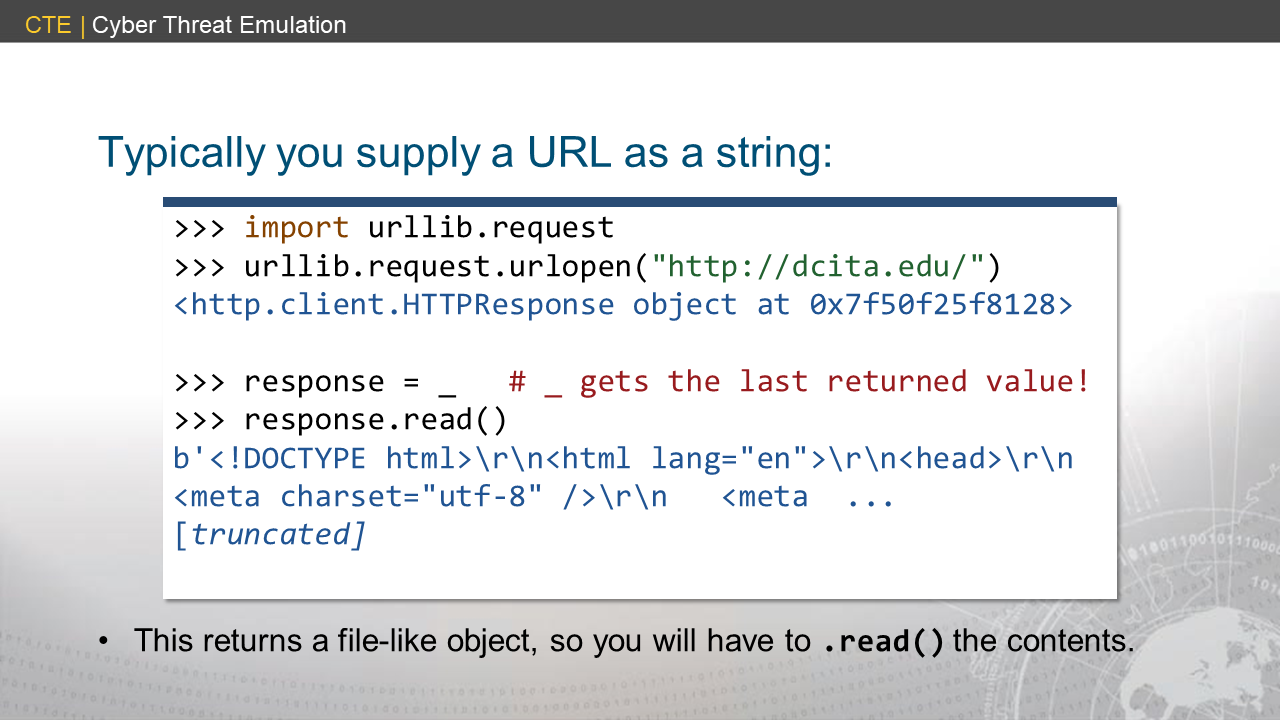 CTE | Cyber Threat Emulation
Typically you supply a URL as a string:
>>> import urllib.request
>>> urllib.request.urlopen("http://dcita.edu/")
<http.client.HTTPResponse object at 0x7f50f25f8128>
>>> response = _   # _ gets the last returned value!
>>> response.read()
b'<!DOCTYPE html>\r\n<html lang="en">\r\n<head>\r\n
<meta charset="utf-8" />\r\n   <meta  ...
[truncated]
• This returns a file-like object, so you will have to .read() the contents.